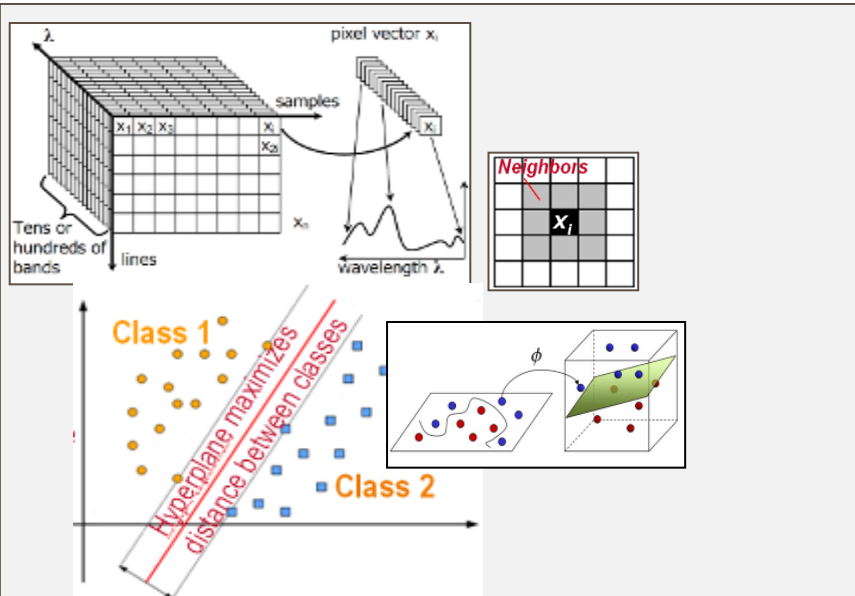 λ
pixel vector xᵢ
samples
x₁ x₂ x₃ xᵢ
xᵢ
x₂ᵢ
xₙ
Tens or
hundreds of
bands
lines
wavelength λ
Neighbors
xᵢ
Class 1
Hyperplane maximizes
distance between classes
Class 2
ϕ